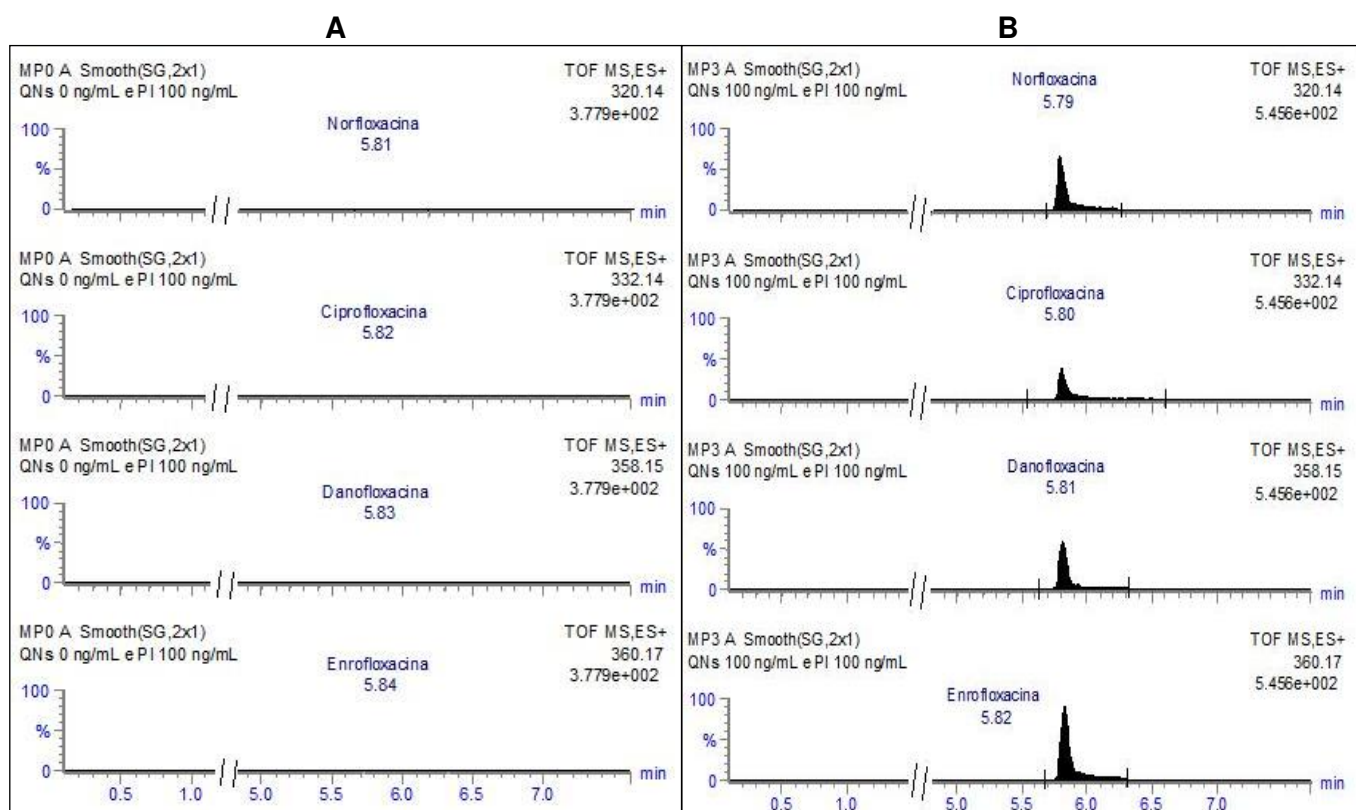 A
MP0 A Smooth(SG,2x1)
QNs 0 ng/mL e PI 100 ng/mL
TOF MS,ES+
320.14
3.779e+002
Norfloxacina
5.81
100
%
0
min
MP0 A Smooth(SG,2x1)
QNs 0 ng/mL e PI 100 ng/mL
TOF MS,ES+
332.14
3.779e+002
Ciprofloxacina
5.82
100
%
0
min
MP0 A Smooth(SG,2x1)
QNs 0 ng/mL e PI 100 ng/mL
TOF MS,ES+
358.15
3.779e+002
Danofloxacina
5.83
100
%
0
min
MP0 A Smooth(SG,2x1)
QNs 0 ng/mL e PI 100 ng/mL
TOF MS,ES+
360.17
3.779e+002
Enrofloxacina
5.84
100
%
0
min
0.5 1.0 5.0 5.5 6.0 6.5 7.0
B
MP3 A Smooth(SG,2x1)
QNs 100 ng/mL e PI 100 ng/mL
TOF MS,ES+
320.14
5.456e+002
Norfloxacina
5.79
100
%
0
min
MP3 A Smooth(SG,2x1)
QNs 100 ng/mL e PI 100 ng/mL
TOF MS,ES+
332.14
5.456e+002
Ciprofloxacina
5.80
100
%
0
min
MP3 A Smooth(SG,2x1)
QNs 100 ng/mL e PI 100 ng/mL
TOF MS,ES+
358.15
5.456e+002
Danofloxacina
5.81
100
%
0
min
MP3 A Smooth(SG,2x1)
QNs 100 ng/mL e PI 100 ng/mL
TOF MS,ES+
360.17
5.456e+002
Enrofloxacina
5.82
100
%
0
min
0.5 1.0 5.0 5.5 6.0 6.5 7.0